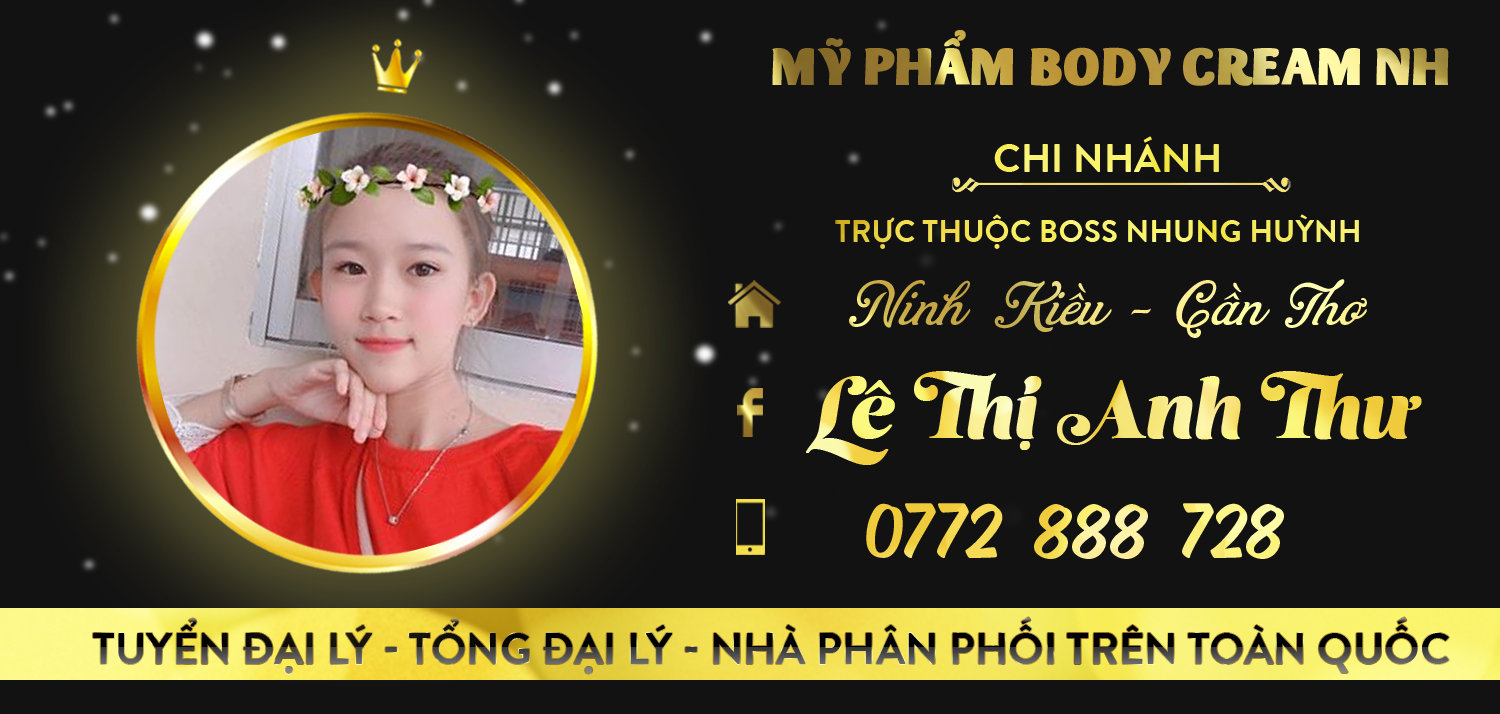 MỸ PHẨM BODY CREAM NH
CHI NHÁNH
TRỰC THUỘC BOSS NHUNG HUỲNH
Ninh Kiều - Cần Thơ
f
Lê Thị Anh Thư
0772 888 728
TUYỂN ĐẠI LÝ - TỔNG ĐẠI LÝ - NHÀ PHÂN PHỐI TRÊN TOÀN QUỐC